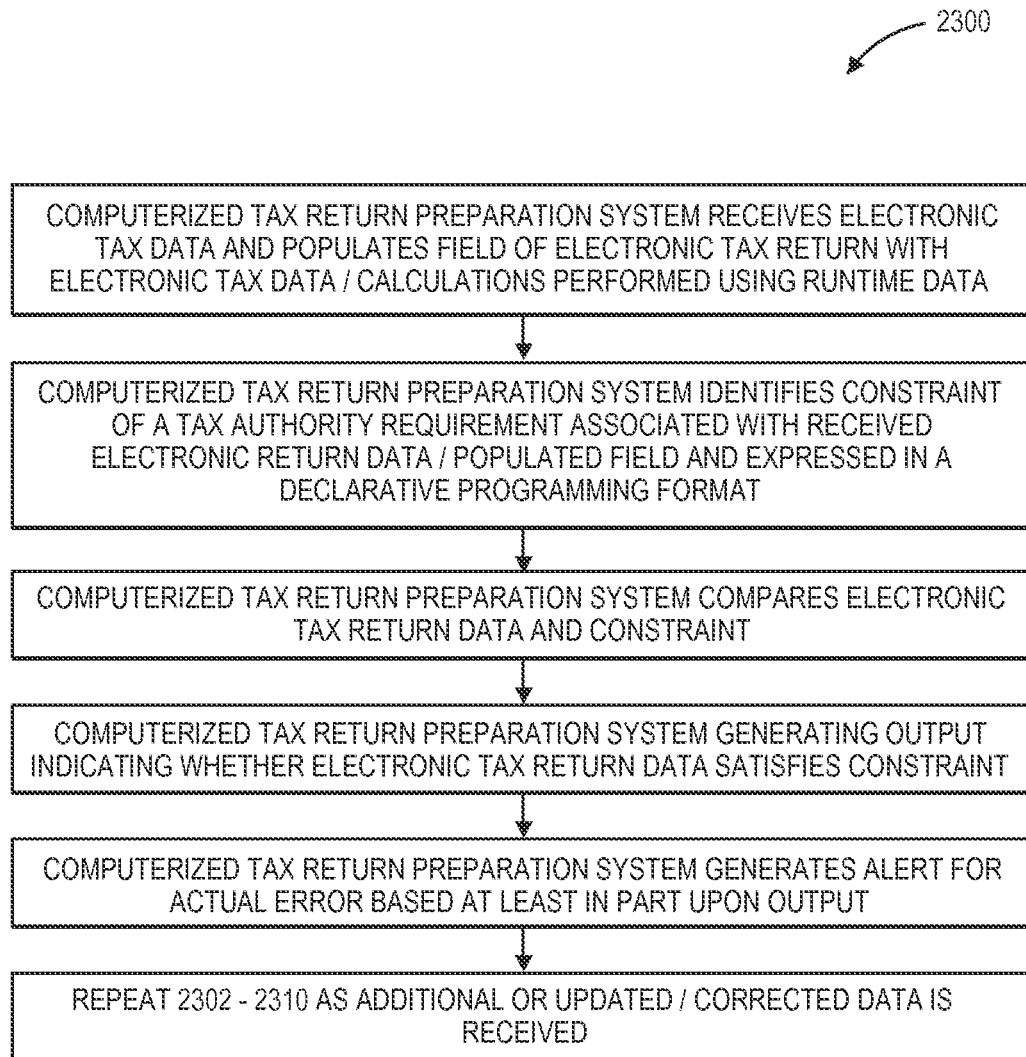 2300
COMPUTERIZED TAX RETURN PREPARATION SYSTEM RECEIVES ELECTRONIC
TAX DATA AND POPULATES FIELD OF ELECTRONIC TAX RETURN WITH
ELECTRONIC TAX DATA / CALCULATIONS PERFORMED USING RUNTIME DATA
COMPUTERIZED TAX RETURN PREPARATION SYSTEM IDENTIFIES CONSTRAINT
OF A TAX AUTHORITY REQUIREMENT ASSOCIATED WITH RECEIVED
ELECTRONIC RETURN DATA / POPULATED FIELD AND EXPRESSED IN A
DECLARATIVE PROGRAMMING FORMAT
COMPUTERIZED TAX RETURN PREPARATION SYSTEM COMPARES ELECTRONIC
TAX RETURN DATA AND CONSTRAINT
COMPUTERIZED TAX RETURN PREPARATION SYSTEM GENERATING OUTPUT
INDICATING WHETHER ELECTRONIC TAX RETURN DATA SATISFIES CONSTRAINT
COMPUTERIZED TAX RETURN PREPARATION SYSTEM GENERATES ALERT FOR
ACTUAL ERROR BASED AT LEAST IN PART UPON OUTPUT
REPEAT 2302 - 2310 AS ADDITIONAL OR UPDATED / CORRECTED DATA IS
RECEIVED